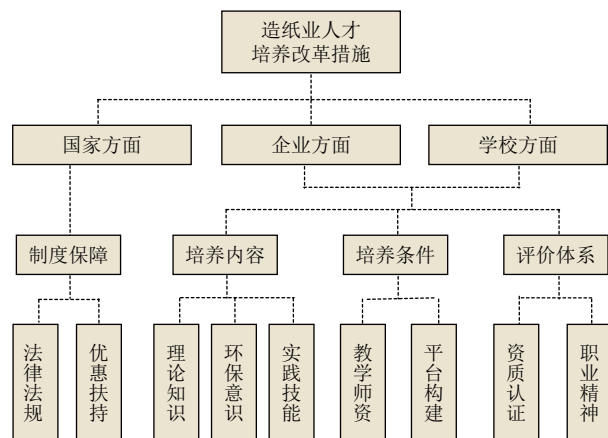 造纸业人才
培养改革措施
国家方面
企业方面
学校方面
制度保障
培养内容
培养条件
评价体系
法律法规
优惠扶持
理论知识
环保意识
实践技能
教学师资
平台构建
资质认证
职业精神